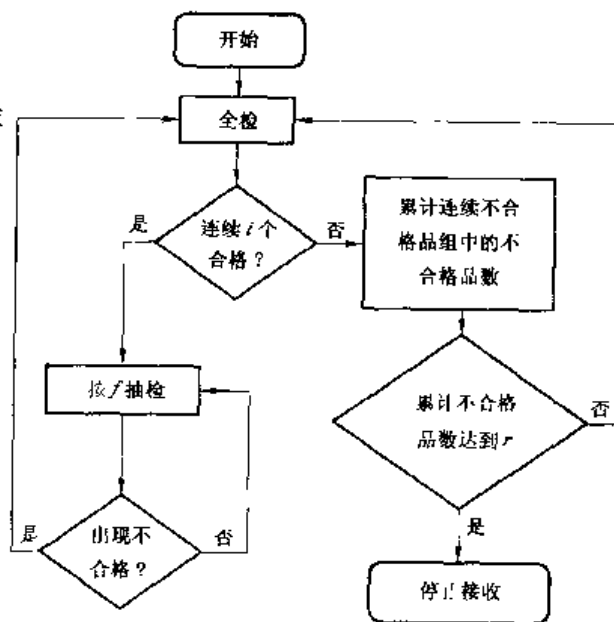 开始
全检
是
连续i个
合格?
否
累计连续不合
格品组中的不
合格品数
按f抽检
累计不合格
品数达到r
否
是
出现不
合格?
否
是
停止接收